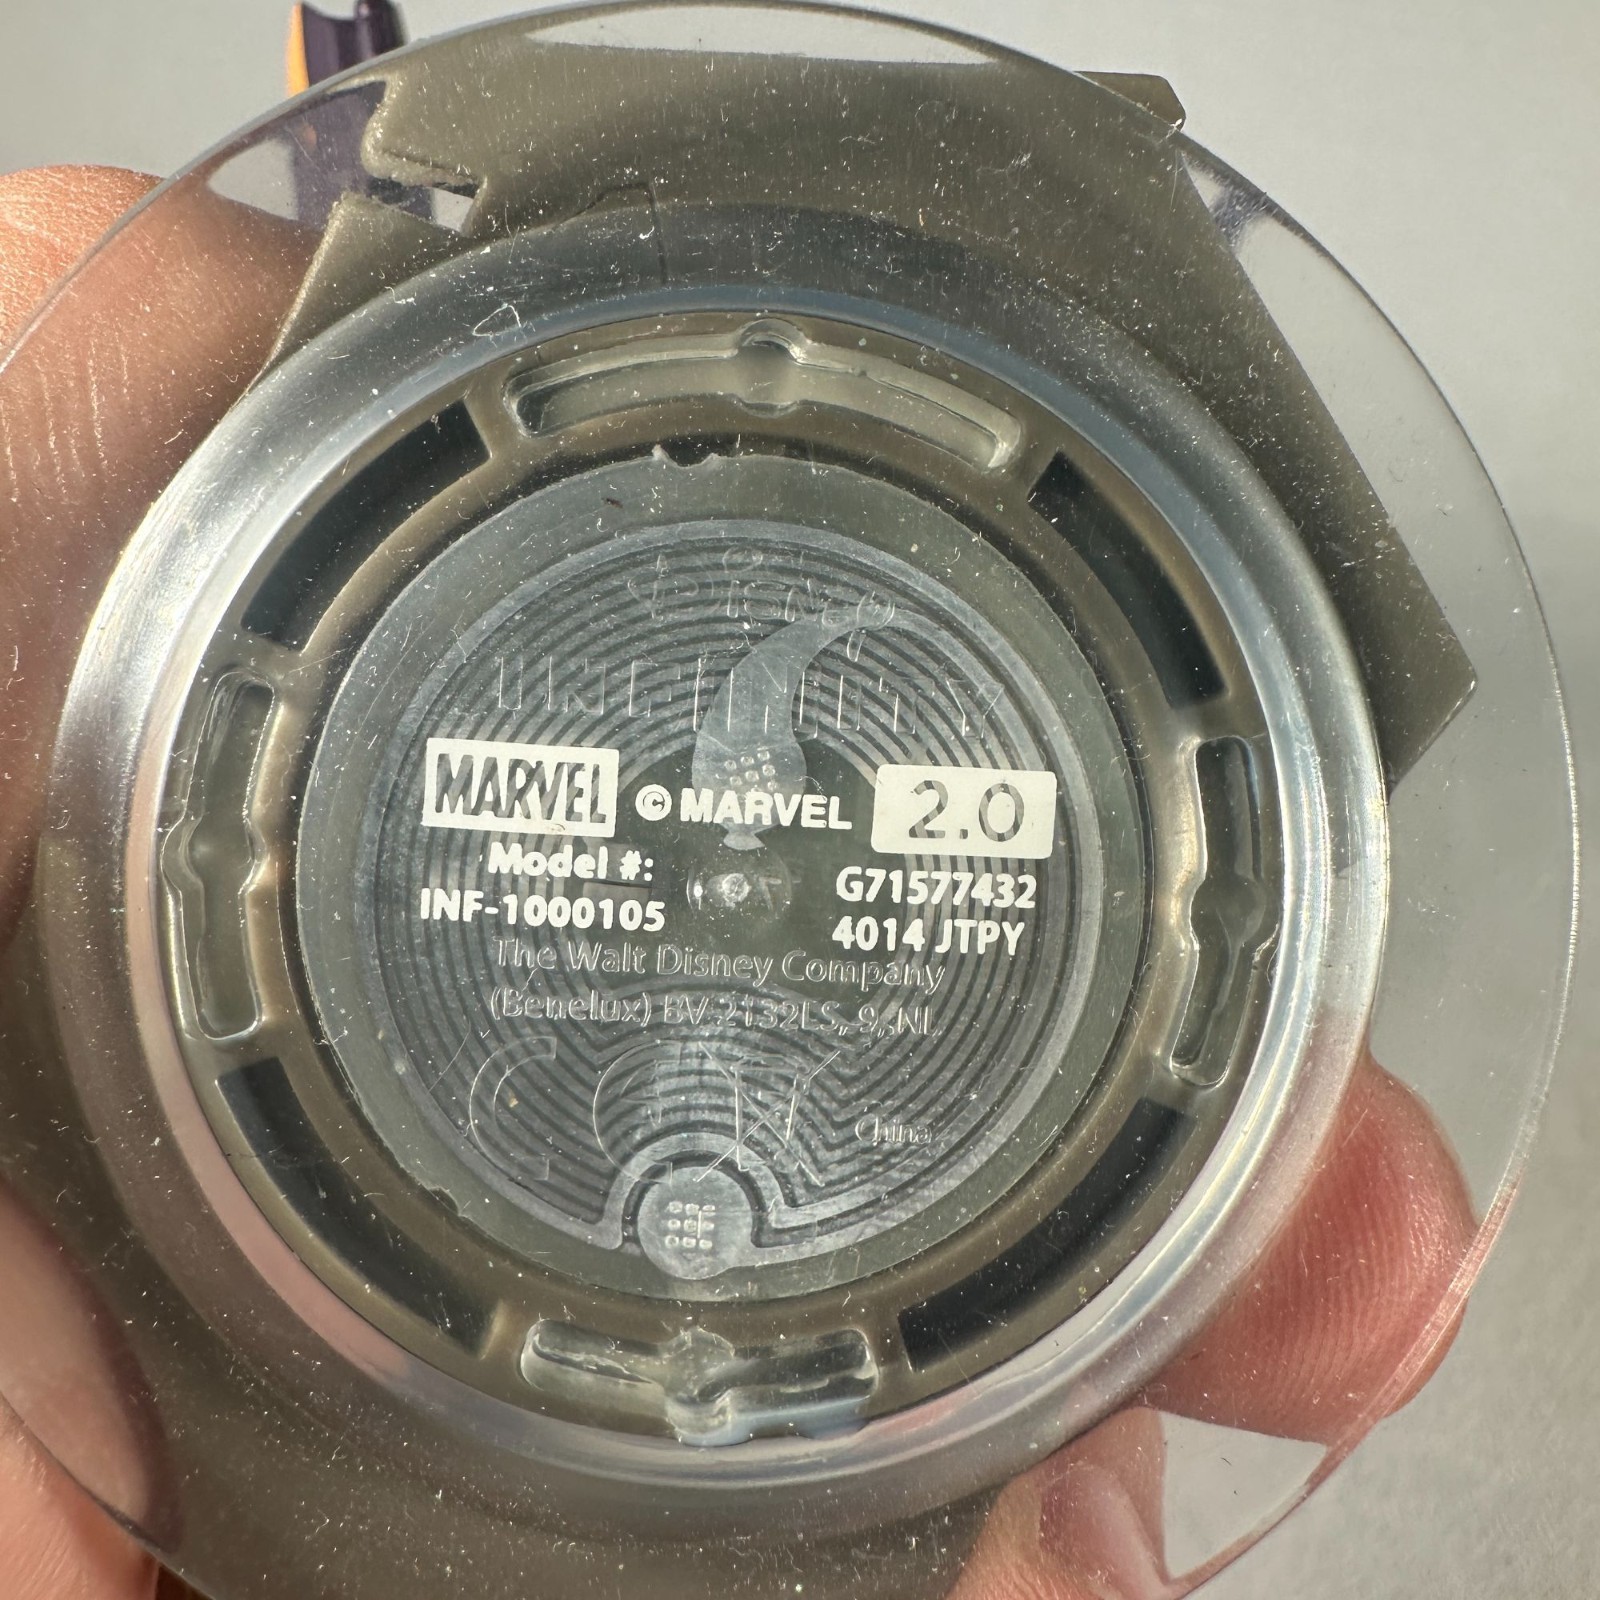 Disney
INFINITY
MARVEL © MARVEL 2.0
Model #:
INF-1000105
G71577432
4014 JTPY
The Walt Disney Company
(Benelux) BV 2132LS, 9, NL
CE
China